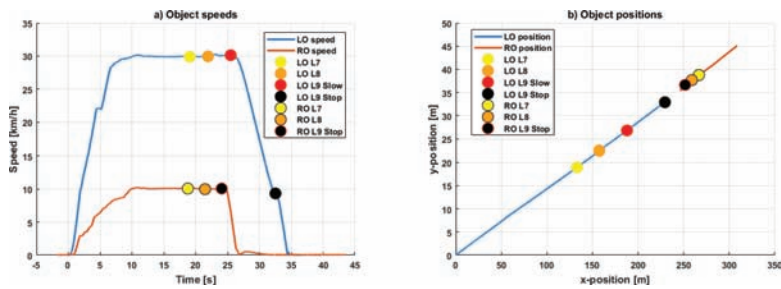 a) Object speeds
35
30
25
20
15
10
5
0
Speed [km/h]
-5 0 5 10 15 20 25 30 35 40 45
Time [s]
LO speed
RO speed
LO L7
LO L8
LO L9 Slow
LO L9 Stop
RO L7
RO L8
RO L9 Stop
b) Object positions
50
45
40
35
30
25
20
15
10
5
0
y-position [m]
0 50 100 150 200 250 300 350
x-position [m]
LO position
RO position
LO L7
LO L8
LO L9 Slow
LO L9 Stop
RO L7
RO L8
RO L9 Stop